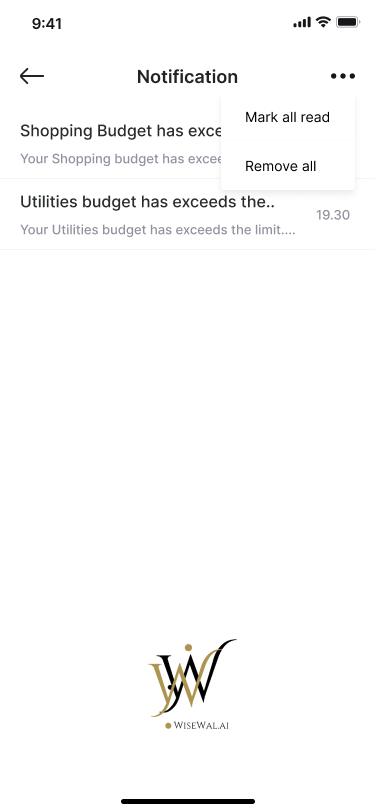 9:41
Notification
Mark all read
Shopping Budget has exce
Your Shopping budget has excee
Remove all
Utilities budget has exceeds the..
19.30
Your Utilities budget has exceeds the limit....
WISEWAL.AI